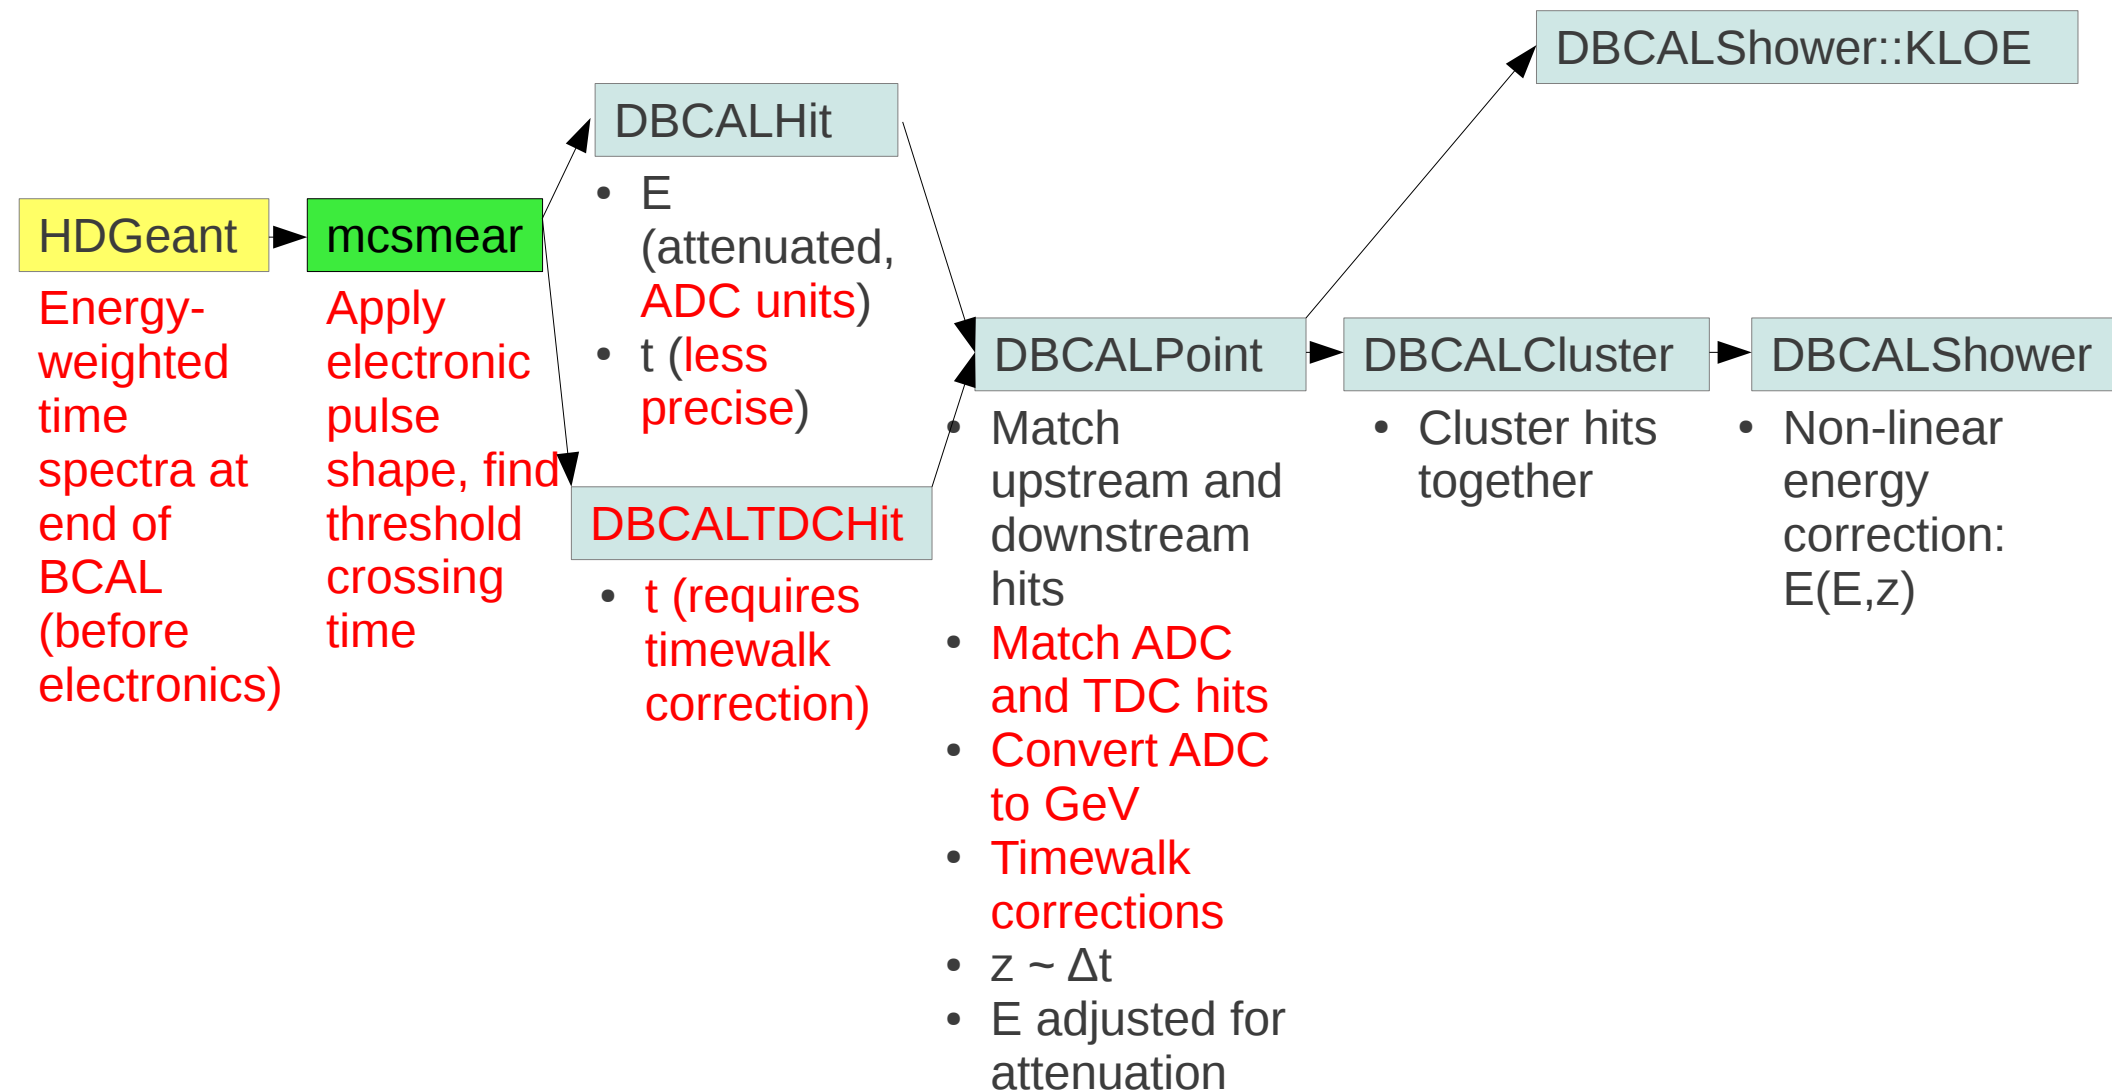 DBCALShower::KLOE
DBCALHit
• E
(attenuated,
ADC units)
• t (less
precise)
HDGeant
Energy-
weighted
time
spectra at
end of
BCAL
(before
electronics)
mcsmear
Apply
electronic
pulse
shape, find
threshold
crossing
time
DBCALTDCHit
• t (requires
timewalk
correction)
DBCALPoint
• Match
upstream and
downstream
hits
• Match ADC
and TDC hits
• Convert ADC
to GeV
• Timewalk
corrections
• z ~ Δt
• E adjusted for
attenuation
DBCALCluster
• Cluster hits
together
DBCALShower
• Non-linear
energy
correction:
E(E,z)